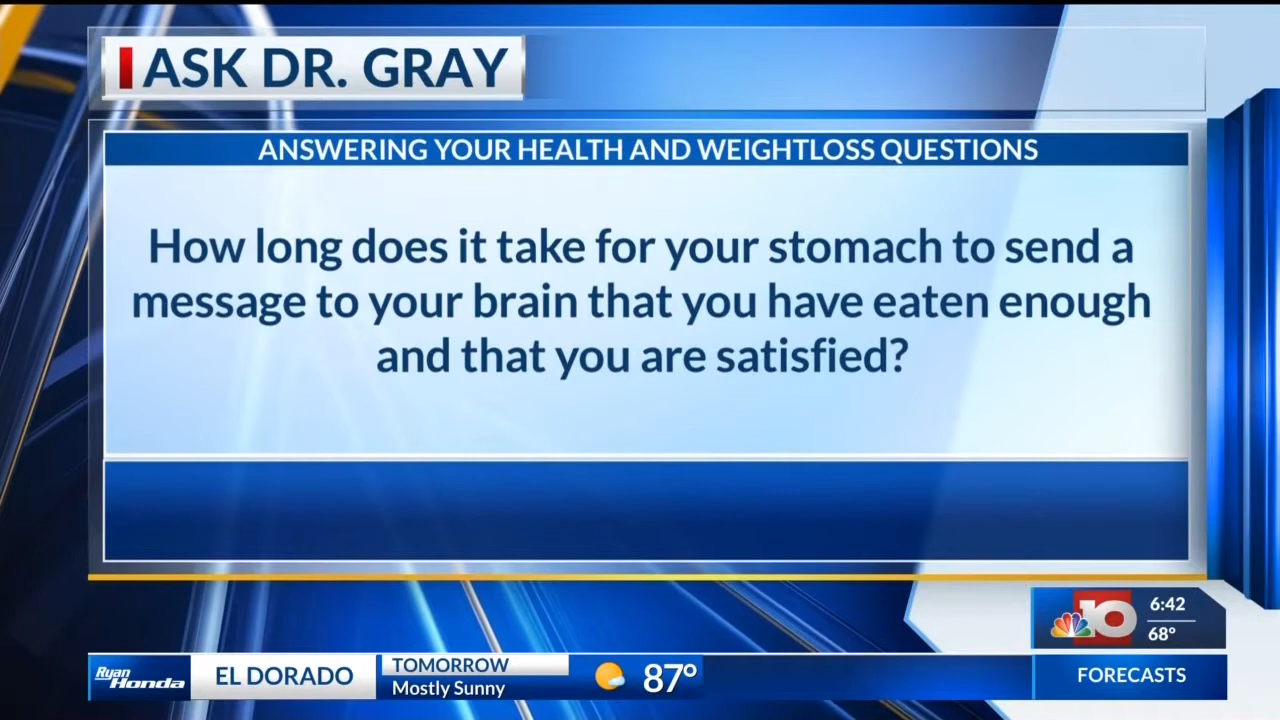 ASK DR. GRAY
ANSWERING YOUR HEALTH AND WEIGHTLOSS QUESTIONS
How long does it take for your stomach to send a
message to your brain that you have eaten enough
and that you are satisfied?
10
6:42
68°
Ryan
Honda
EL DORADO
TOMORROW
Mostly Sunny
87°
FORECASTS